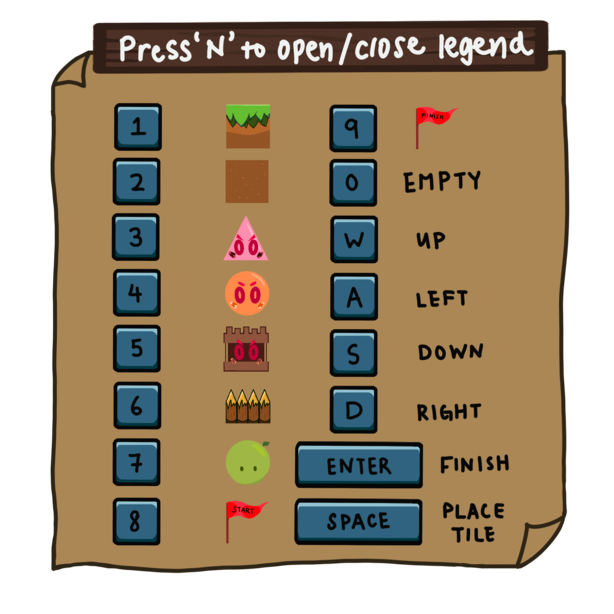 Press 'N' to open/close legend
1
9 FINISH
2
0 EMPTY
3
W UP
4
A LEFT
5
S DOWN
6
D RIGHT
7
ENTER FINISH
8 START
SPACE PLACE
TILE